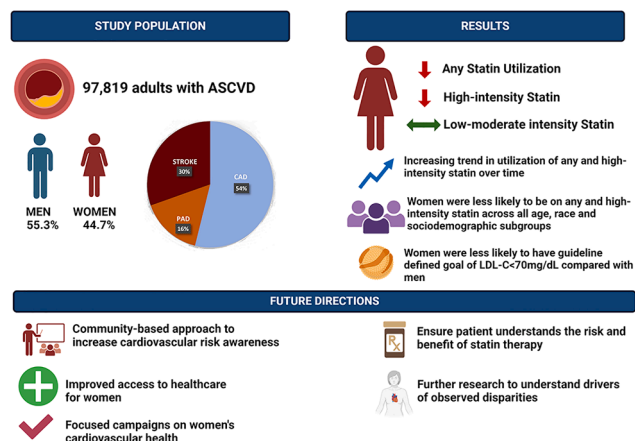 STUDY POPULATION
97,819 adults with ASCVD
MEN
55.3%
WOMEN
44.7%
STROKE
30%
CAD
54%
PAD
16%
RESULTS
Any Statin Utilization
High-intensity Statin
Low-moderate intensity Statin
Increasing trend in utilization of any and high-
intensity statin over time
Women were less likely to be on any and high-
intensity statin across all age, race and
sociodemographic subgroups
Women were less likely to have guideline
defined goal of LDL-C<70mg/dL compared with
men
FUTURE DIRECTIONS
Community-based approach to
increase cardiovascular risk awareness
Improved access to healthcare
for women
Focused campaigns on women's
cardiovascular health
Rx
Ensure patient understands the risk and
benefit of statin therapy
Further research to understand drivers
of observed disparities